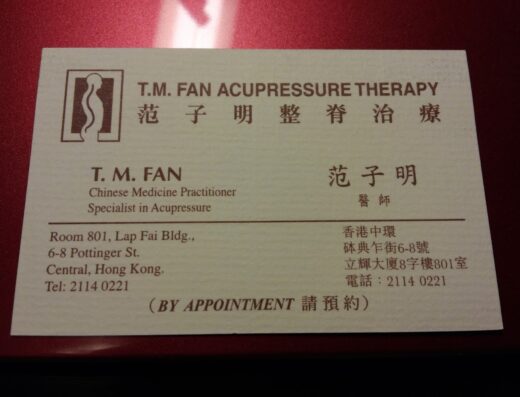 T.M. FAN ACUPRESSURE THERAPY
范子明整脊治療
T. M. FAN
Chinese Medicine Practitioner
Specialist in Acupressure
范子明
醫師
Room 801, Lap Fai Bldg.,
6-8 Pottinger St.
Central, Hong Kong.
Tel: 2114 0221
香港中環
砵典乍街6-8號
立輝大廈8字樓801室
電話：2114 0221
(BY APPOINTMENT 請預約)